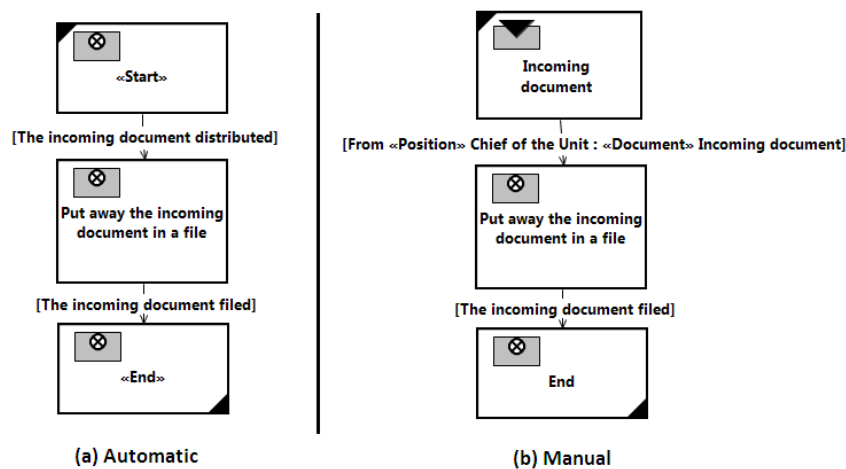 «Start»
[The incoming document distributed]
Put away the incoming
document in a file
[The incoming document filed]
«End»
(a) Automatic
Incoming
document
[From «Position» Chief of the Unit : «Document» Incoming document]
Put away the incoming
document in a file
[The incoming document filed]
End
(b) Manual